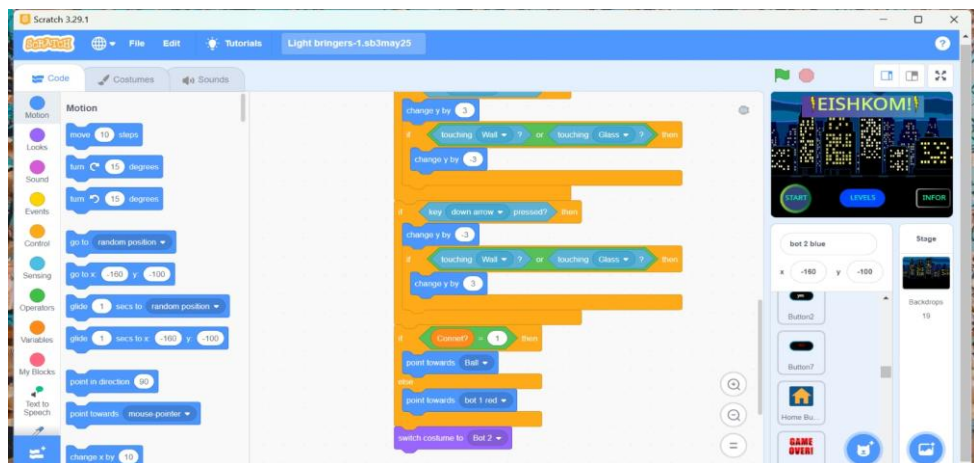 Scratch 3.29.1
SCRATCH
File Edit Tutorials Light bringers-1.sb3may25
Code Costumes Sounds
Motion
Looks
Sound
Events
Control
Sensing
Operators
Variables
My Blocks
Text to Speech
Motion
move 10 steps
turn 15 degrees
turn 15 degrees
go to random position
go to x: -160 y: -100
glide 1 secs to random position
glide 1 secs to x: -160 y: -100
point in direction 90
point towards mouse-pointer
change x by 10
change y by 3
if touching Wall ? or touching Glass ? then
change y by -3
if key down arrow pressed? then
change y by -3
if touching Wall ? or touching Glass ? then
change y by 3
if Connet? = 1 then
point towards Ball
else
point towards bot 1 red
switch costume to Bot 2
EISHKOM!
START LEVELS INFOR
bot 2 blue
x -160 y -100
Button2
Button7
Home Bu...
GAME OVER!
Stage
Backdrops
19